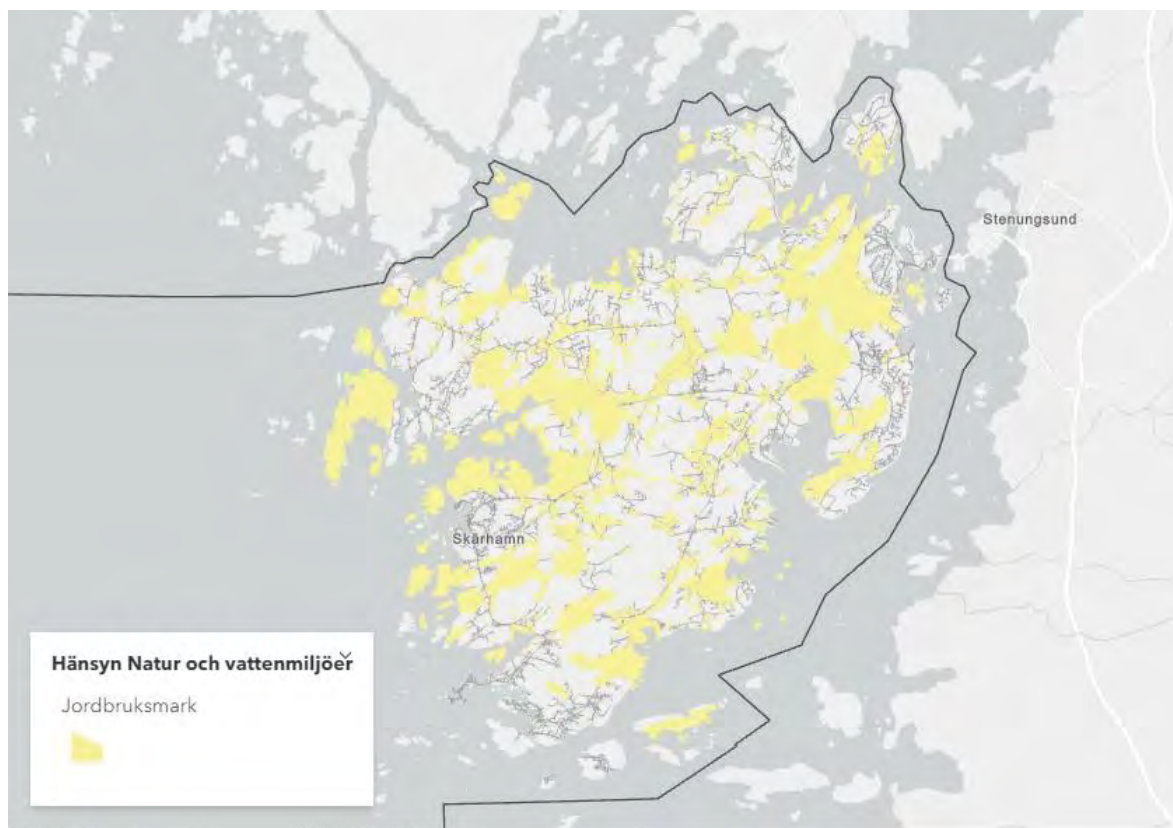 Stenungsund
Skärhamn
Hänsyn Natur och vattenmiljöer
Jordbruksmark